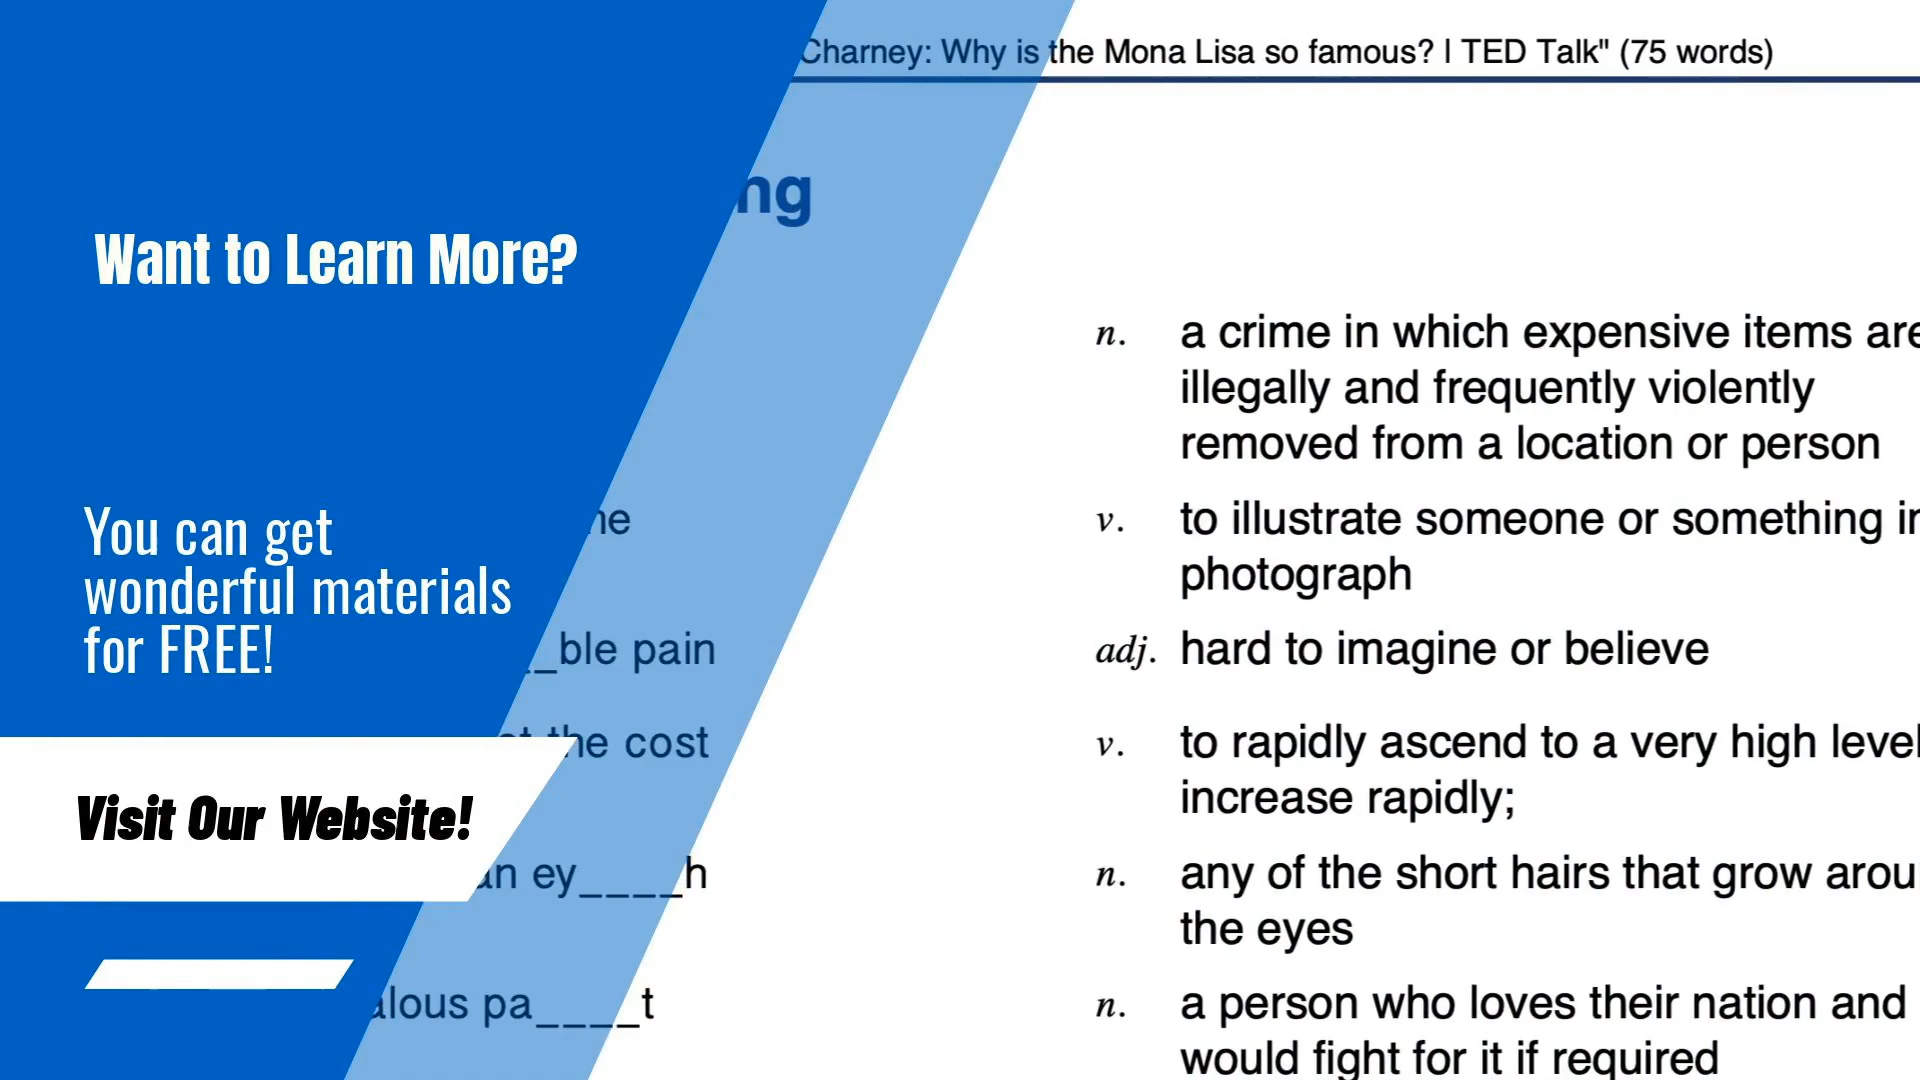 Charney: Why is the Mona Lisa so famous? | TED Talk" (75 words)
ng
Want to Learn More?
You can get
wonderful materials
for FREE!
Visit Our Website!
ne
_ble pain
the cost
an ey____h
alous pa____t
n. a crime in which expensive items are
illegally and frequently violently
removed from a location or person
v. to illustrate someone or something in
photograph
adj. hard to imagine or believe
v. to rapidly ascend to a very high level
increase rapidly;
n. any of the short hairs that grow arou
the eyes
n. a person who loves their nation and
would fight for it if required